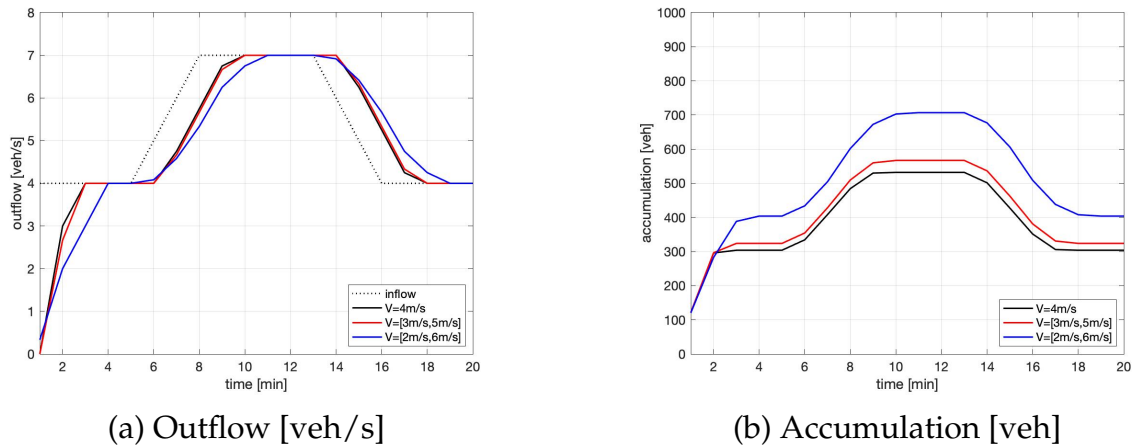 8
7
6
5
4
3
2
1
0
outflow [veh/s]
2 4 6 8 10 12 14 16 18 20
time [min]
inflow
V=4m/s
V=[3m/s,5m/s]
V=[2m/s,6m/s]
(a) Outflow [veh/s]
1000
900
800
700
600
500
400
300
200
100
0
accumulation [veh]
2 4 6 8 10 12 14 16 18 20
time [min]
V=4m/s
V=[3m/s,5m/s]
V=[2m/s,6m/s]
(b) Accumulation [veh]